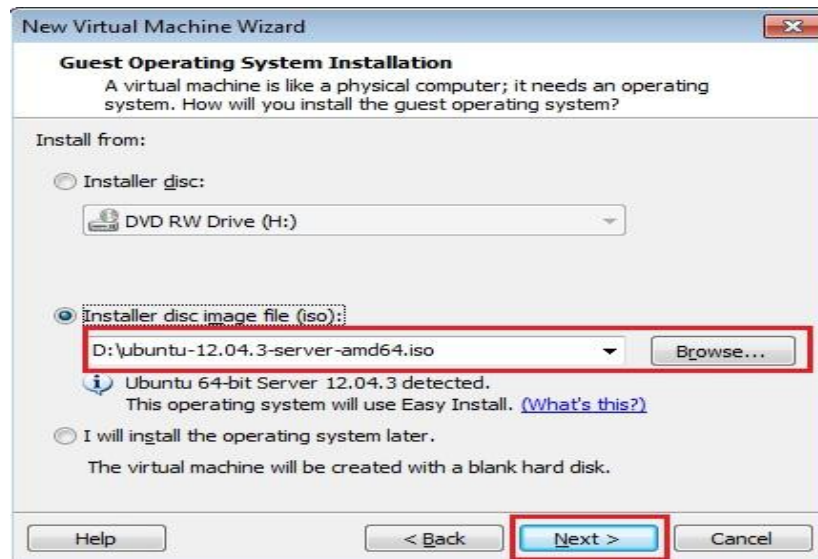 New Virtual Machine Wizard
Guest Operating System Installation
A virtual machine is like a physical computer; it needs an operating
system. How will you install the guest operating system?
Install from:
Installer disc:
DVD RW Drive (H:)
Installer disc image file (iso):
D:\ubuntu-12.04.3-server-amd64.iso
Browse...
Ubuntu 64-bit Server 12.04.3 detected.
This operating system will use Easy Install. (What's this?)
I will install the operating system later.
The virtual machine will be created with a blank hard disk.
Help
< Back
Next >
Cancel